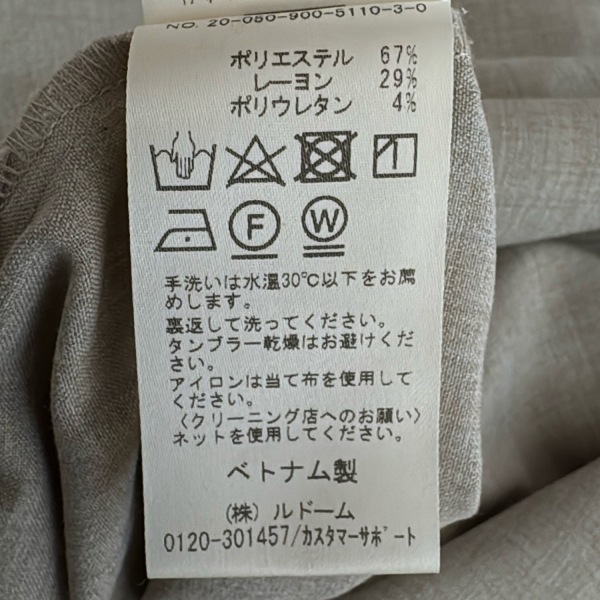 NO. 20-050-900-5110-3-0
ポリエステル 67%
レーヨン 29%
ポリウレタン 4%
F W
手洗いは水温30℃以下をお薦
めします。
裏返して洗ってください。
タンブラー乾燥はお避けくだ
さい。
アイロンは当て布を使用して
ください。
〈クリーニング店へのお願い〉
ネットを使用してください。
ベトナム製
(株) ルドーム
0120-301457/カスタマーサポート